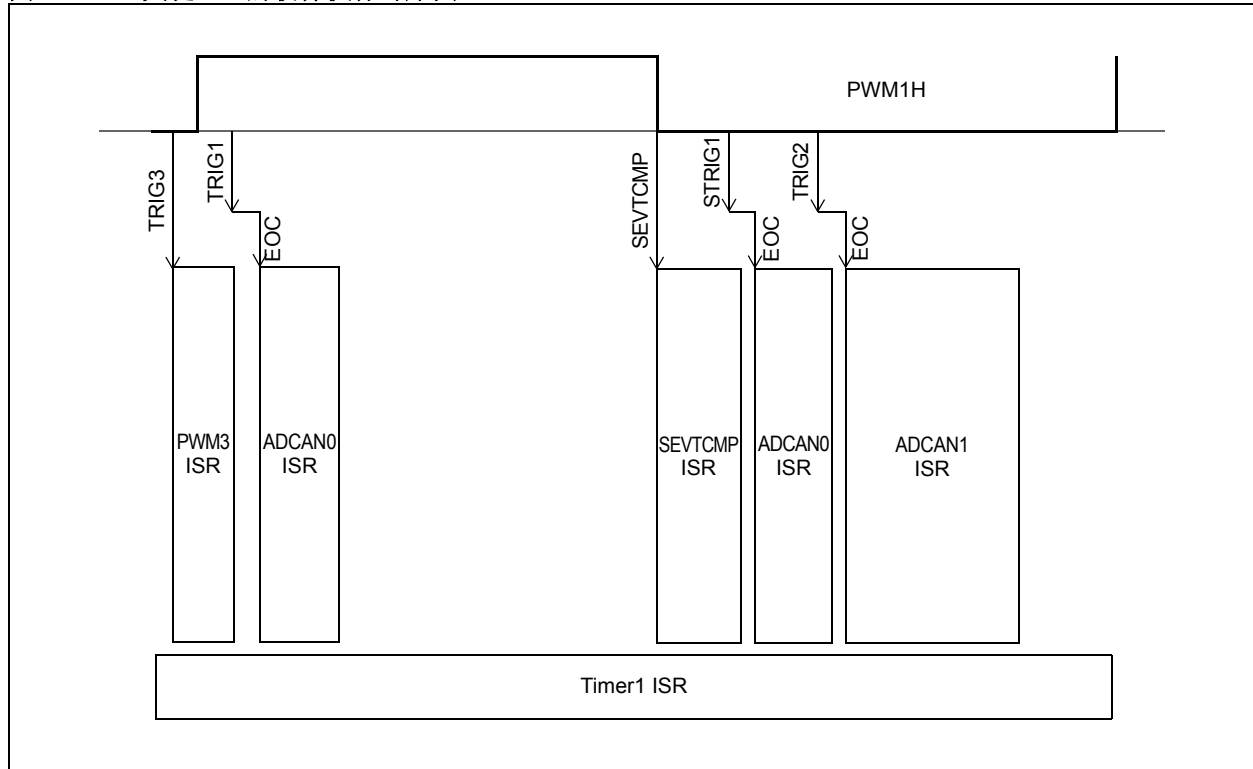 PWM1H
TRIG3
TRIG1
EOC
SEVTCMP
STRIG1
EOC
TRIG2
EOC
PWM3
ISR
ADCAN0
ISR
SEVTCMP
ISR
ADCAN0
ISR
ADCAN1
ISR
Timer1 ISR